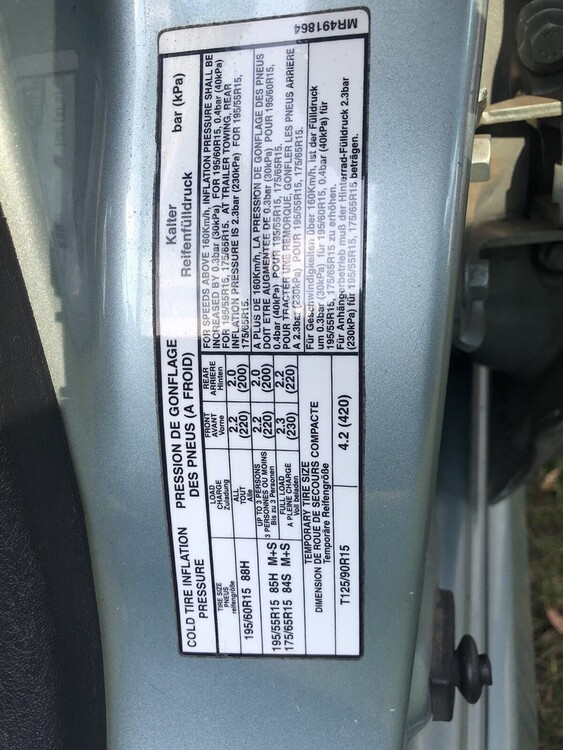 COLD TIRE INFLATION PRESSURE
PRESSION DE GONFLAGE DES PNEUS (A FROID)
Kalter Reifenfülldruck
bar (kPa)
TIRE SIZE
PNEUS
reifengröße
LOAD
CHARGE
Zuladung
FRONT
AVANT
Vorne
REAR
ARRIERE
Hinten
195/60R15 88H
ALL
TOUT
Alle
2.2
(220)
2.0
(200)
195/55R15 85H M+S
175/65R15 84S M+S
UP TO 3 PERSONS
3 PERSONNES OU MOINS
Bis zu 3 Personen
2.2
(220)
2.0
(200)
FULL LOAD
A PLEINE CHARGE
Voll beladen
2.3
(230)
2.2
(220)
TEMPORARY TIRE SIZE
DIMENSION DE ROUE DE SECOURS COMPACTE
Temporäre Reifengröße
T125/90R15
4.2 (420)
FOR SPEEDS ABOVE 160Km/h, INFLATION PRESSURE SHALL BE
INCREASED BY 0.3bar (30kPa) FOR 195/60R15, 0.4bar (40kPa)
FOR 195/55R15, 175/65R15. AT TRAILER TOWING, REAR
INFLATION PRESSURE IS 2.3bar (230kPa) FOR 195/55R15,
175/65R15.
A PLUS DE 160Km/h, LA PRESSION DE GONFLAGE DES PNEUS
DOIT ETRE AUGMENTEE DE 0.3bar (30kPa) POUR 195/60R15,
0.4bar (40kPa) POUR 195/55R15, 175/65R15.
POUR TRACTER UNE REMORQUE, GONFLER LES PNEUS ARRIERE
A 2.3bar (230kPa) POUR 195/55R15, 175/65R15.
Für Geschwindigkeiten über 160Km/h, ist der Fülldruck
um 0.3bar (30kPa) für 195/60R15, 0.4bar (40kPa) für
195/55R15, 175/65R15 zu erhöhen.
Für Anhängerbetrieb muß der Hinterrad-Fülldruck 2.3bar
(230kPa) für 195/55R15, 175/65R15 betragen.
MR491864